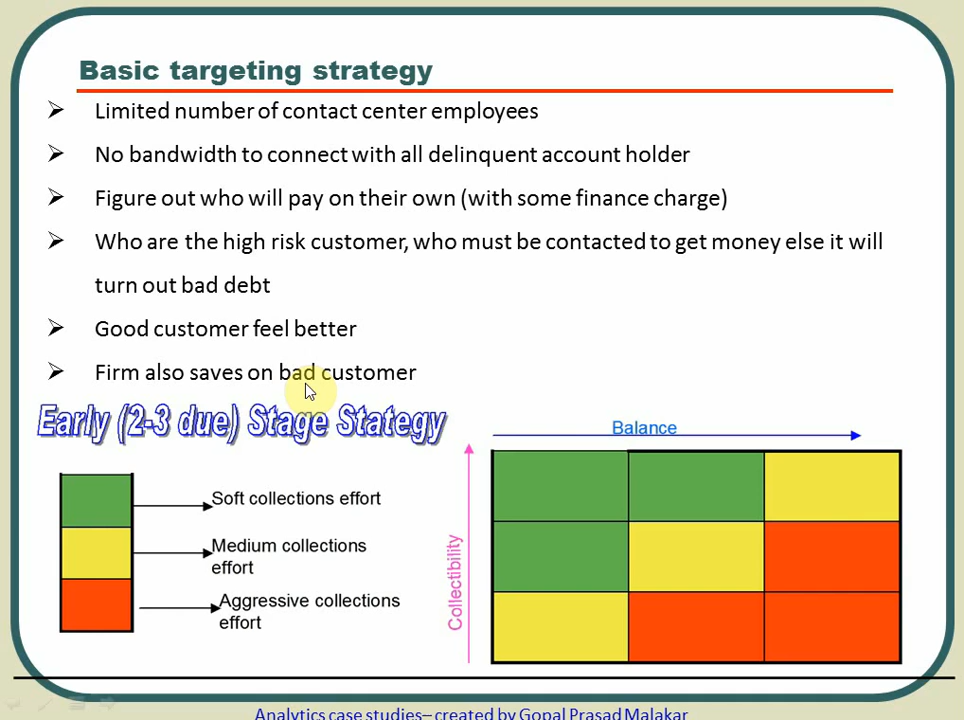 Basic targeting strategy
Limited number of contact center employees
No bandwidth to connect with all delinquent account holder
Figure out who will pay on their own (with some finance charge)
Who are the high risk customer, who must be contacted to get money else it will
turn out bad debt
Good customer feel better
Firm also saves on bad customer
Early (2-3 due) Stage Stategy
Soft collections effort
Medium collections
effort
Aggressive collections
effort
Balance
Collectibility
Analytics case studies– created by Gopal Prasad Malakar